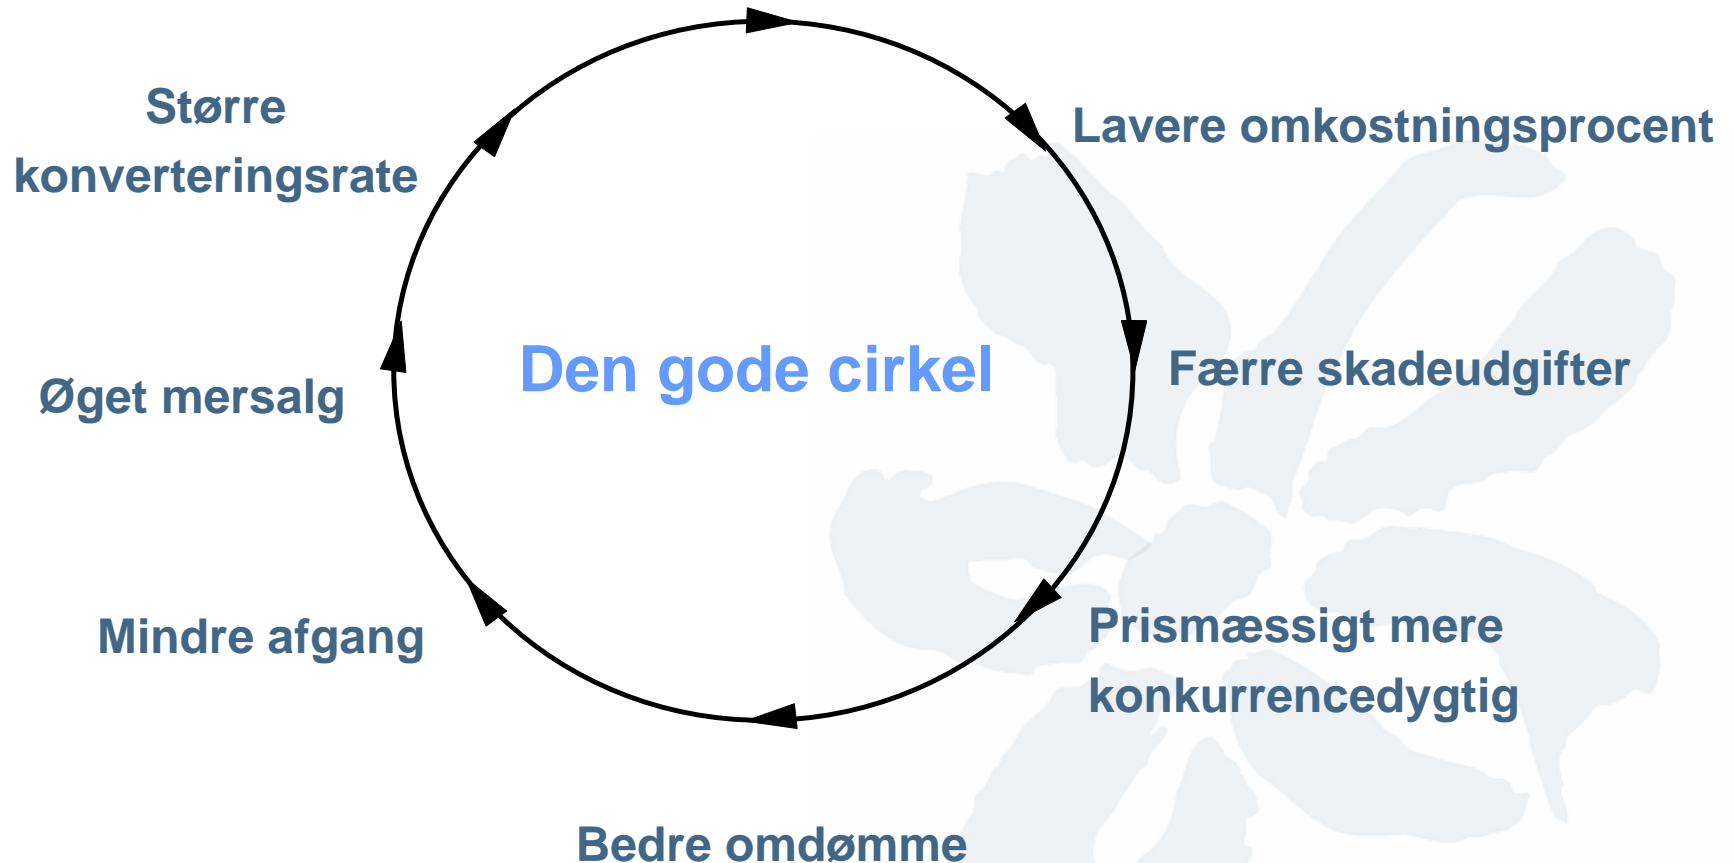 Større
konverteringsrate
Lavere omkostningsprocent
Den gode cirkel
Færre skadeudgifter
Øget mersalg
Prismæssigt mere
konkurrencedygtig
Mindre afgang
Bedre omdømme